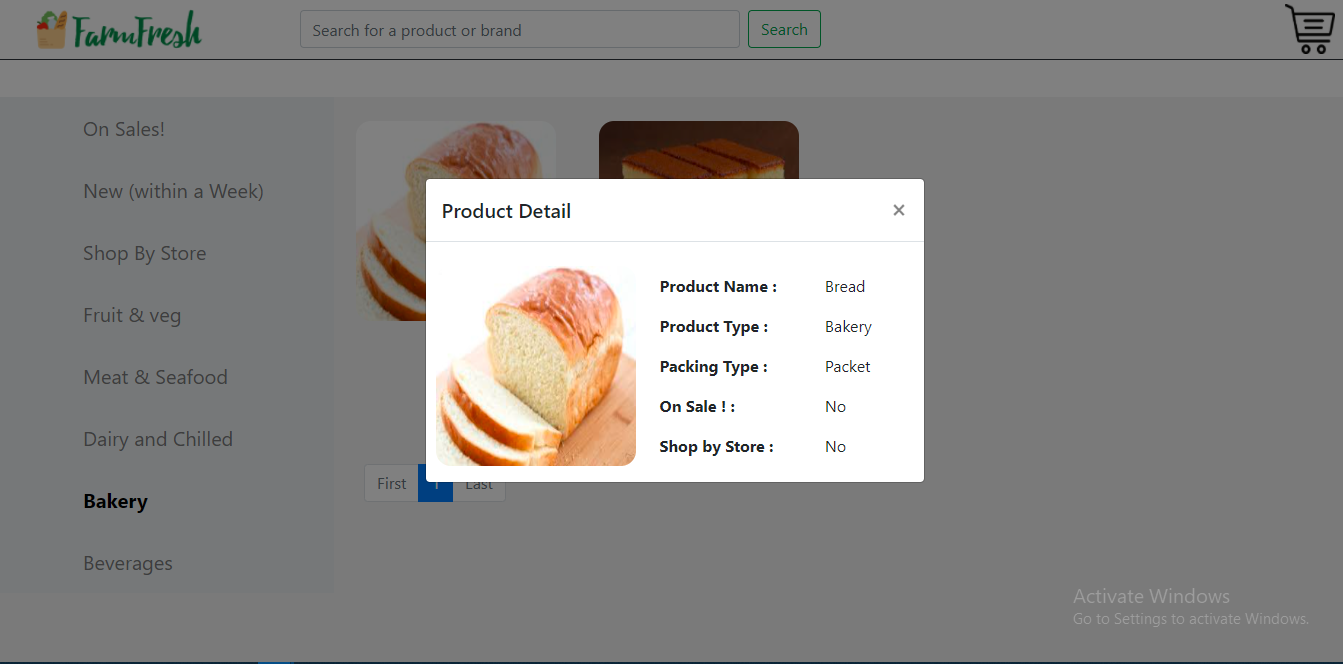 FarmFresh
Search for a product or brand
Search
On Sales!
New (within a Week)
Shop By Store
Fruit & veg
Meat & Seafood
Dairy and Chilled
Bakery
Beverages
Product Detail
×
Product Name : Bread
Product Type : Bakery
Packing Type : Packet
On Sale ! : No
Shop by Store : No
First 1 Last
Activate Windows
Go to Settings to activate Windows.